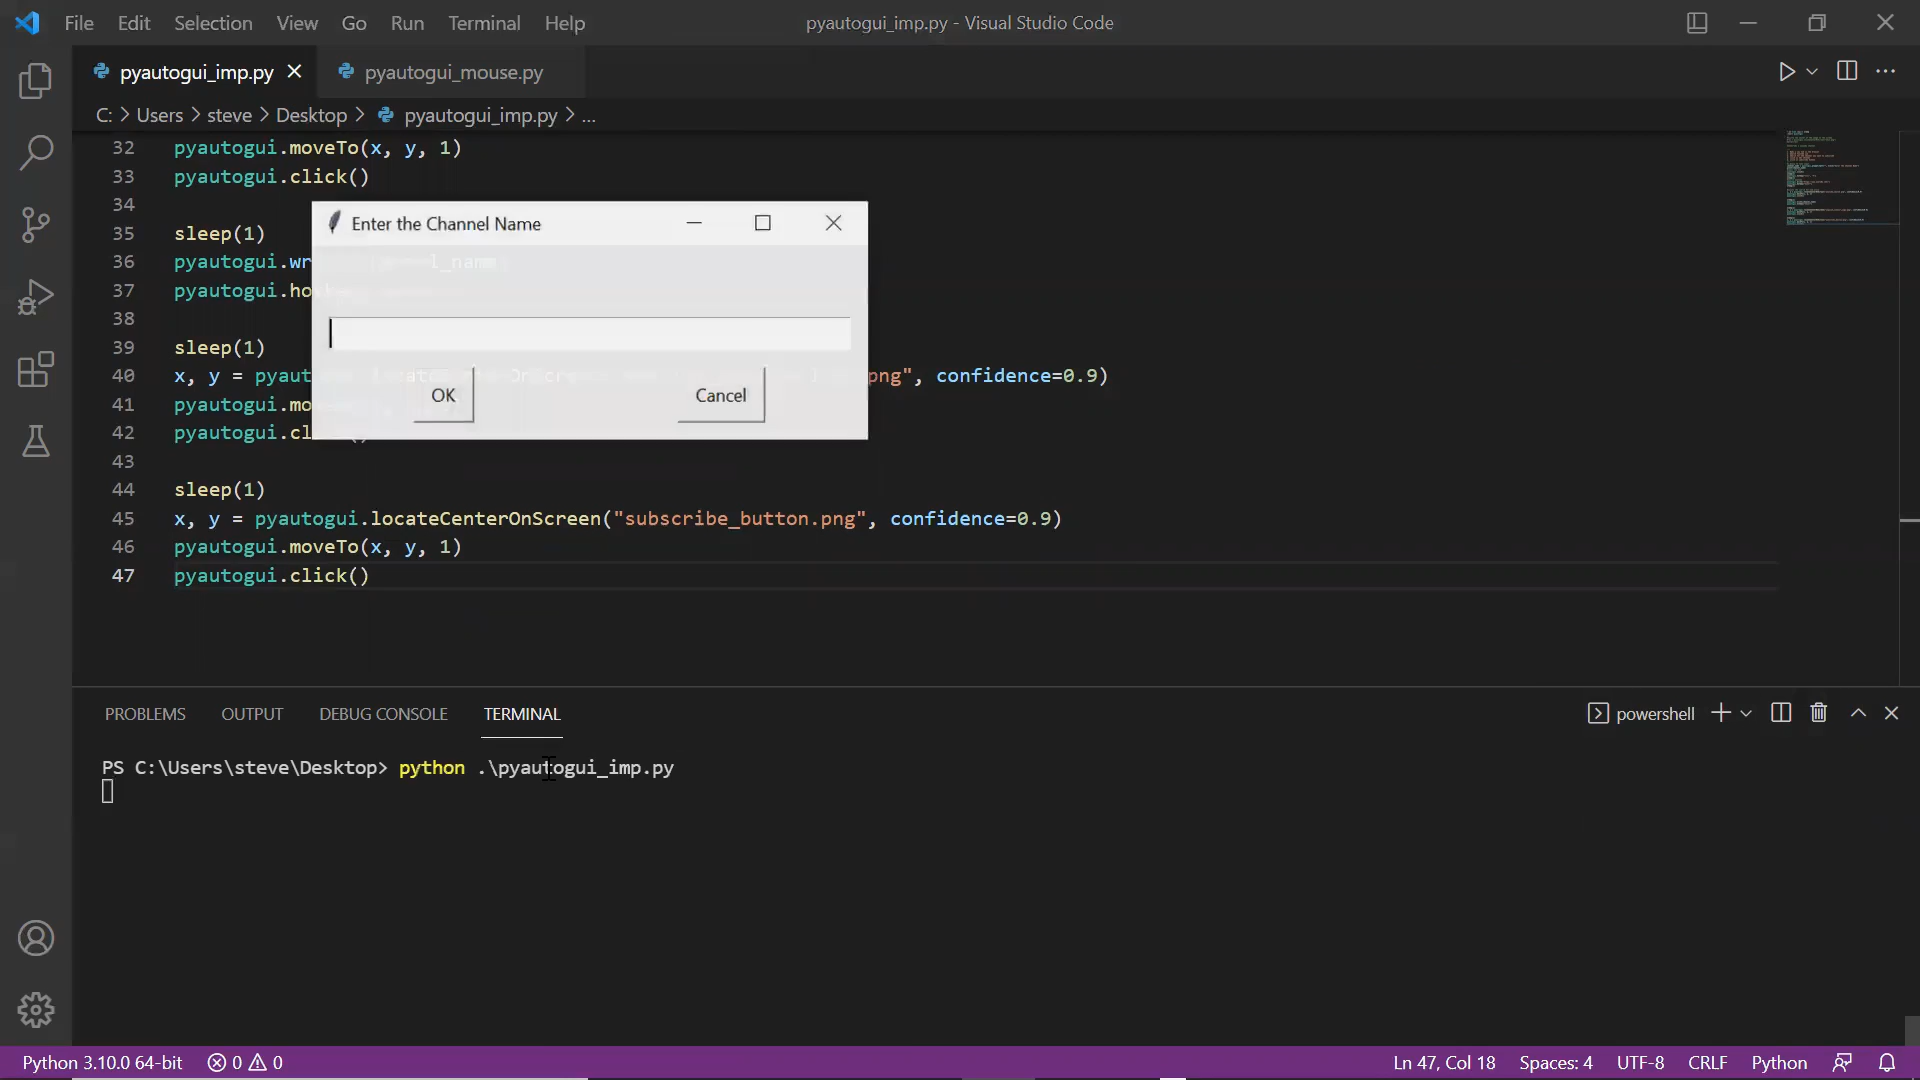 File Edit Selection View Go Run Terminal Help pyautogui_imp.py - Visual Studio Code
pyautogui_imp.py pyautogui_mouse.py
C: > Users > steve > Desktop > pyautogui_imp.py > ...
32 pyautogui.moveTo(x, y, 1)
33 pyautogui.click()
34
Enter the Channel Name
35 sleep(1)
36 pyautogui.wr l_name
37 pyautogui.ho
38
39 sleep(1)
40 x, y = pyaut png", confidence=0.9)
41 pyautogui.mo
42 pyautogui.cl
OK Cancel
43
44 sleep(1)
45 x, y = pyautogui.locateCenterOnScreen("subscribe_button.png", confidence=0.9)
46 pyautogui.moveTo(x, y, 1)
47 pyautogui.click()
PROBLEMS OUTPUT DEBUG CONSOLE TERMINAL powershell
PS C:\Users\steve\Desktop> python .\pyautogui_imp.py
Python 3.10.0 64-bit 0 0 Ln 47, Col 18 Spaces: 4 UTF-8 CRLF Python